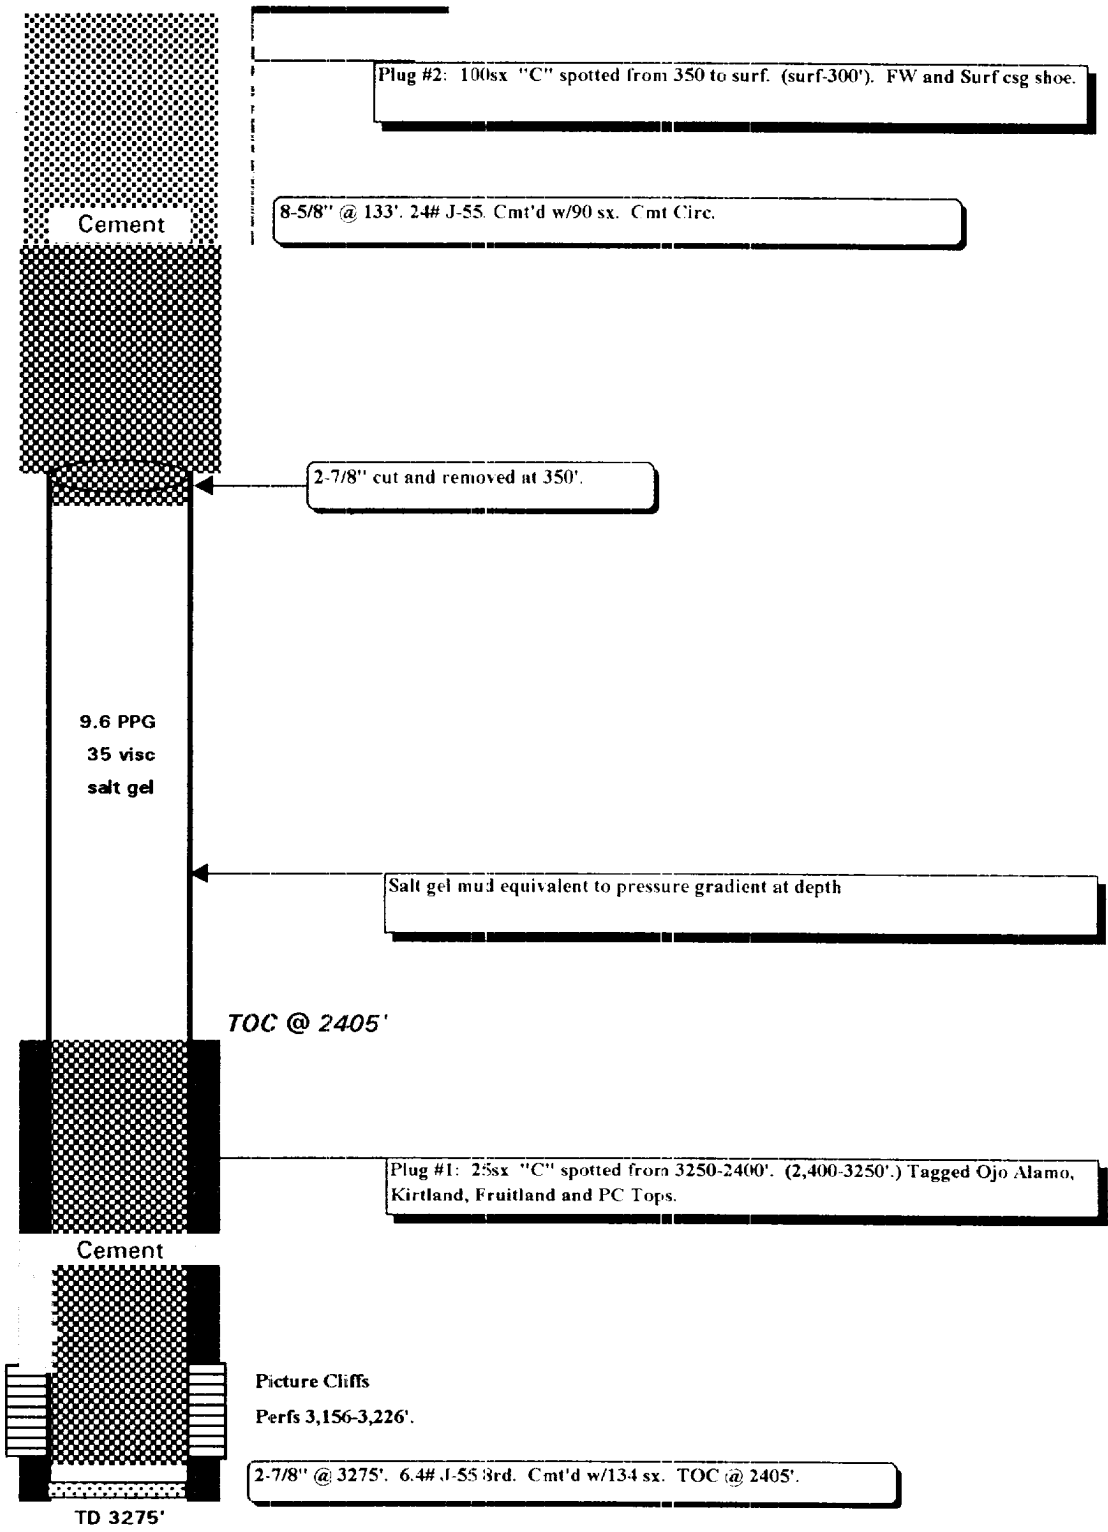 Plug #2: 100sx "C" spotted from 350 to surf. (surf-300'). FW and Surf csg shoe.
8-5/8" @ 133'. 24# J-55. Cmt'd w/90 sx. Cmt Circ.
Cement
2-7/8" cut and removed at 350'.
9.6 PPG
35 visc
salt gel
Salt gel mud equivalent to pressure gradient at depth
TOC @ 2405'
Plug #1: 25sx "C" spotted from 3250-2400'. (2,400-3250'.) Tagged Ojo Alamo,
Kirtland, Fruitland and PC Tops.
Cement
Picture Cliffs
Perfs 3,156-3,226'.
2-7/8" @ 3275'. 6.4# J-55 8rd. Cmt'd w/134 sx. TOC @ 2405'.
TD 3275'